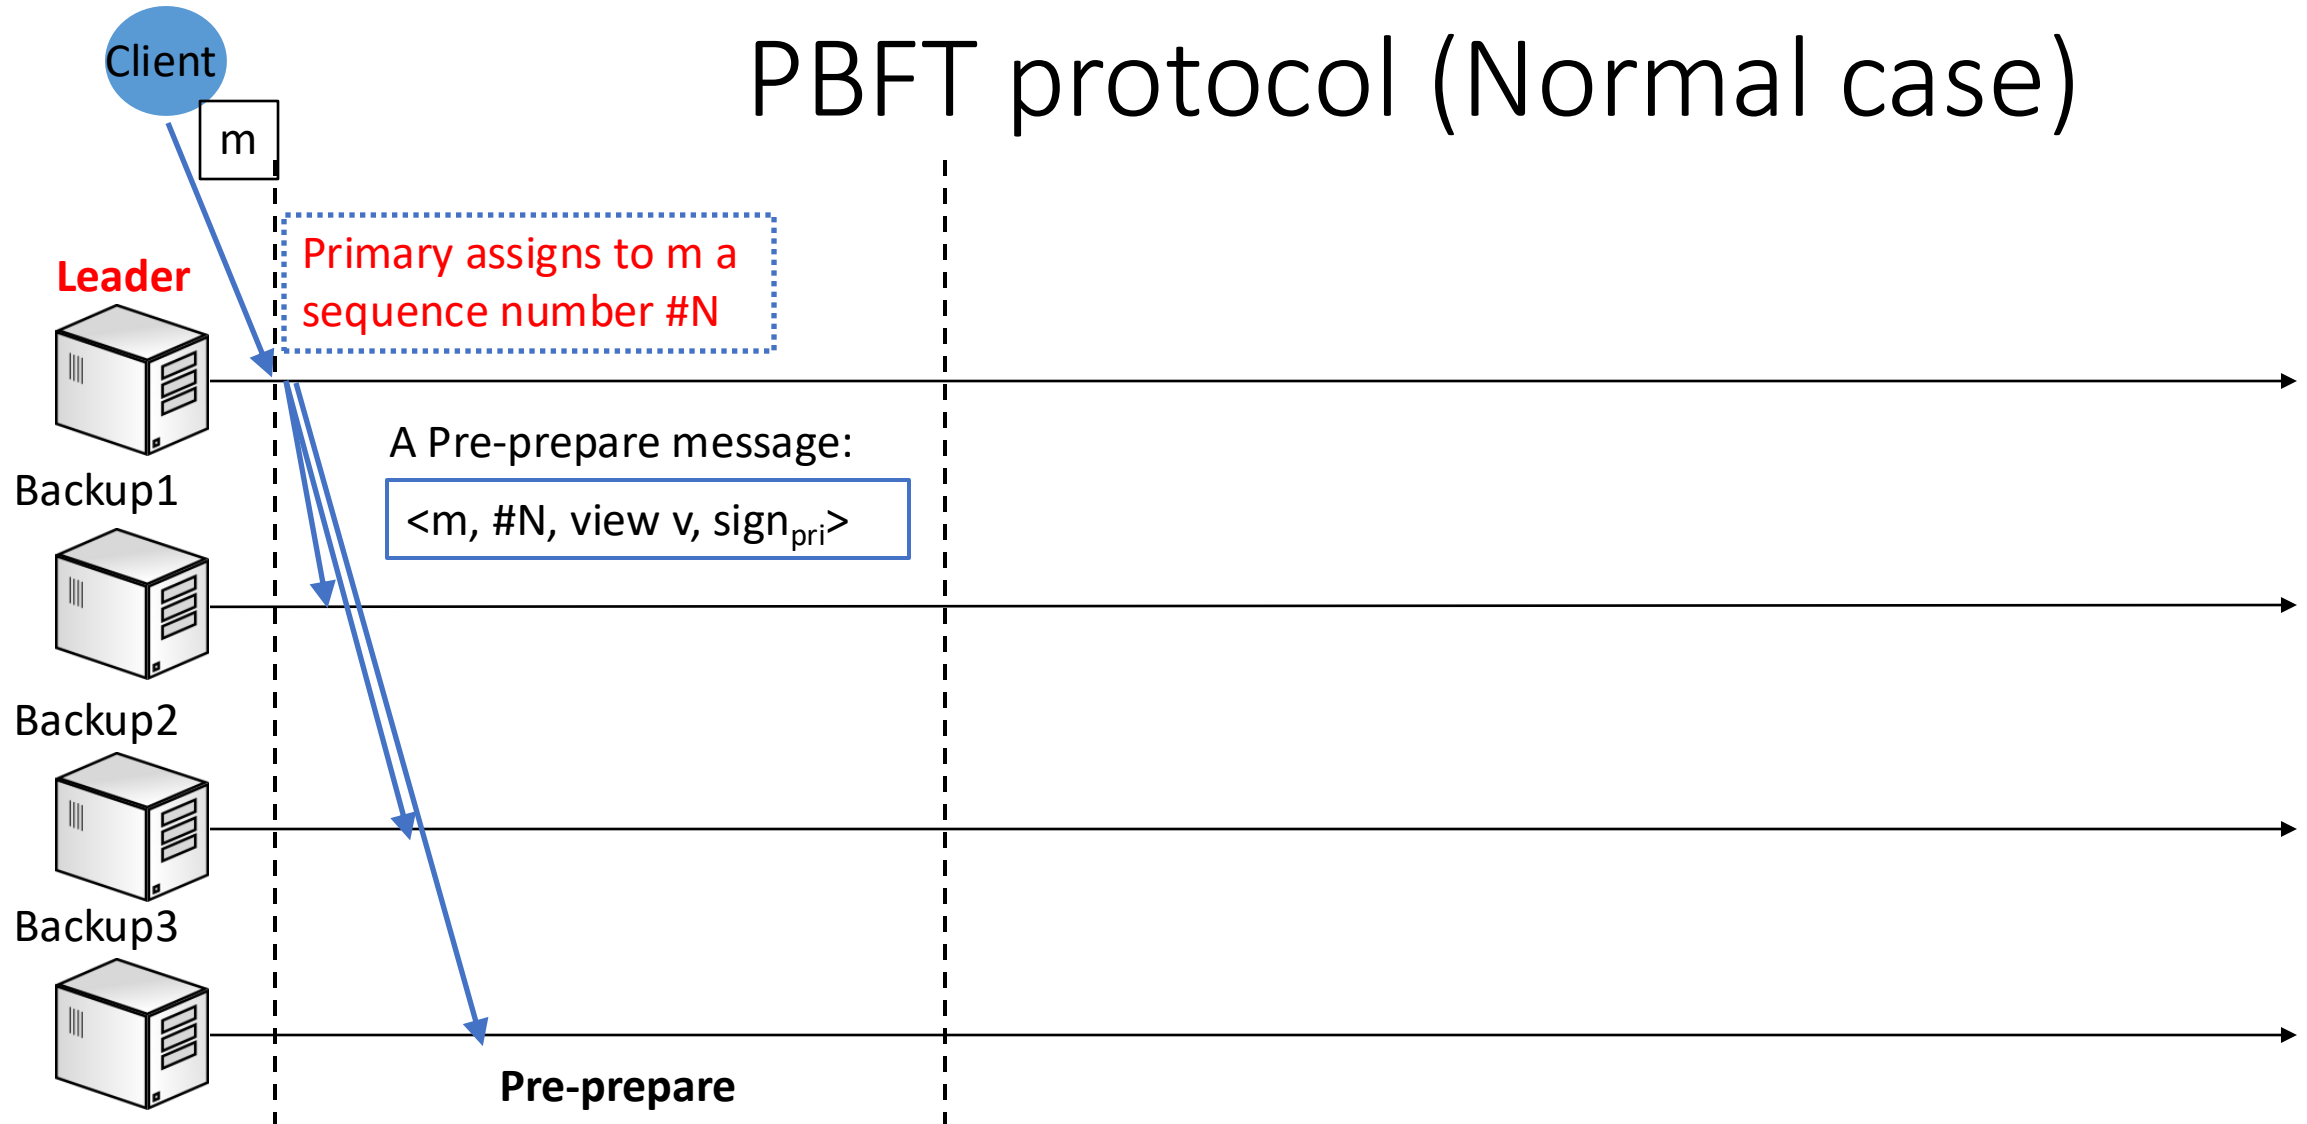 PBFT protocol (Normal case)
Client
m
Primary assigns to m a
sequence number #N
Leader
A Pre-prepare message:
<m, #N, view v, sign_pri>
Backup1
Backup2
Backup3
Pre-prepare